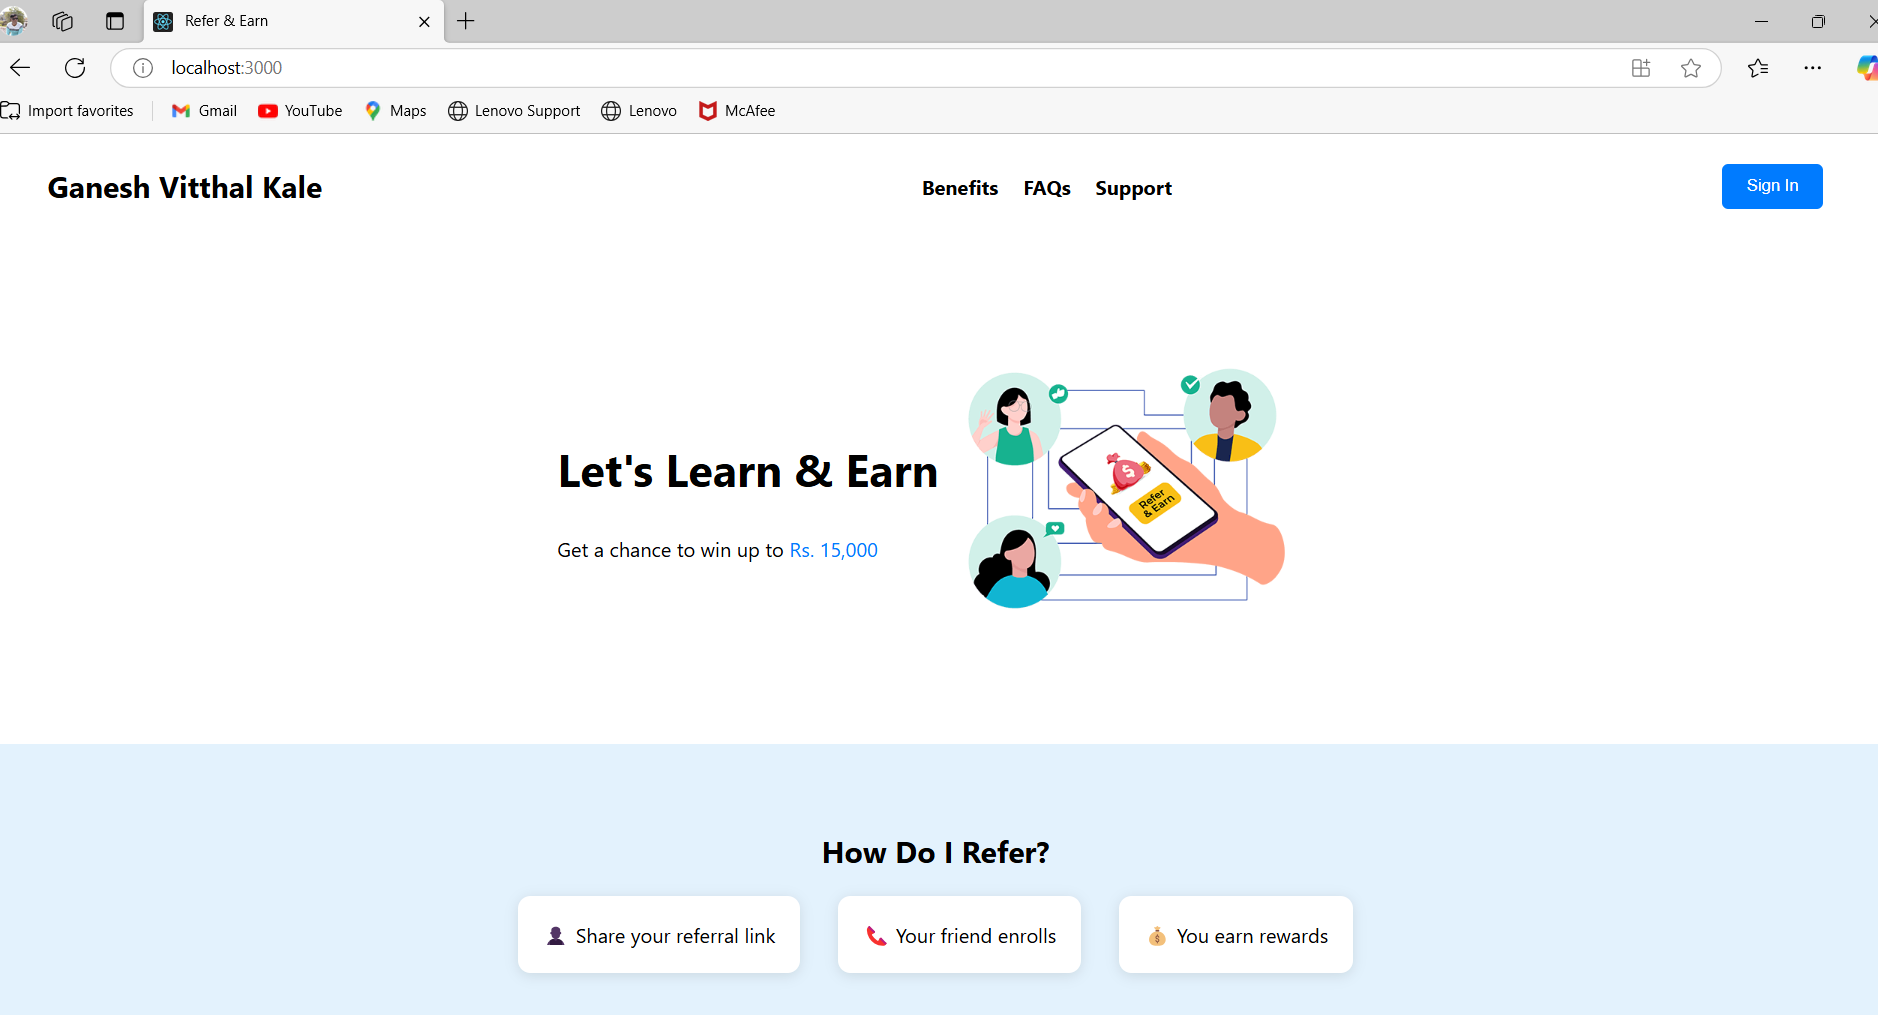 Refer & Earn
localhost:3000
Import favorites Gmail YouTube Maps Lenovo Support Lenovo McAfee
Ganesh Vitthal Kale Benefits FAQs Support Sign In
Let's Learn & Earn
Get a chance to win up to Rs. 15,000
Refer
& Earn
How Do I Refer?
Share your referral link Your friend enrolls You earn rewards